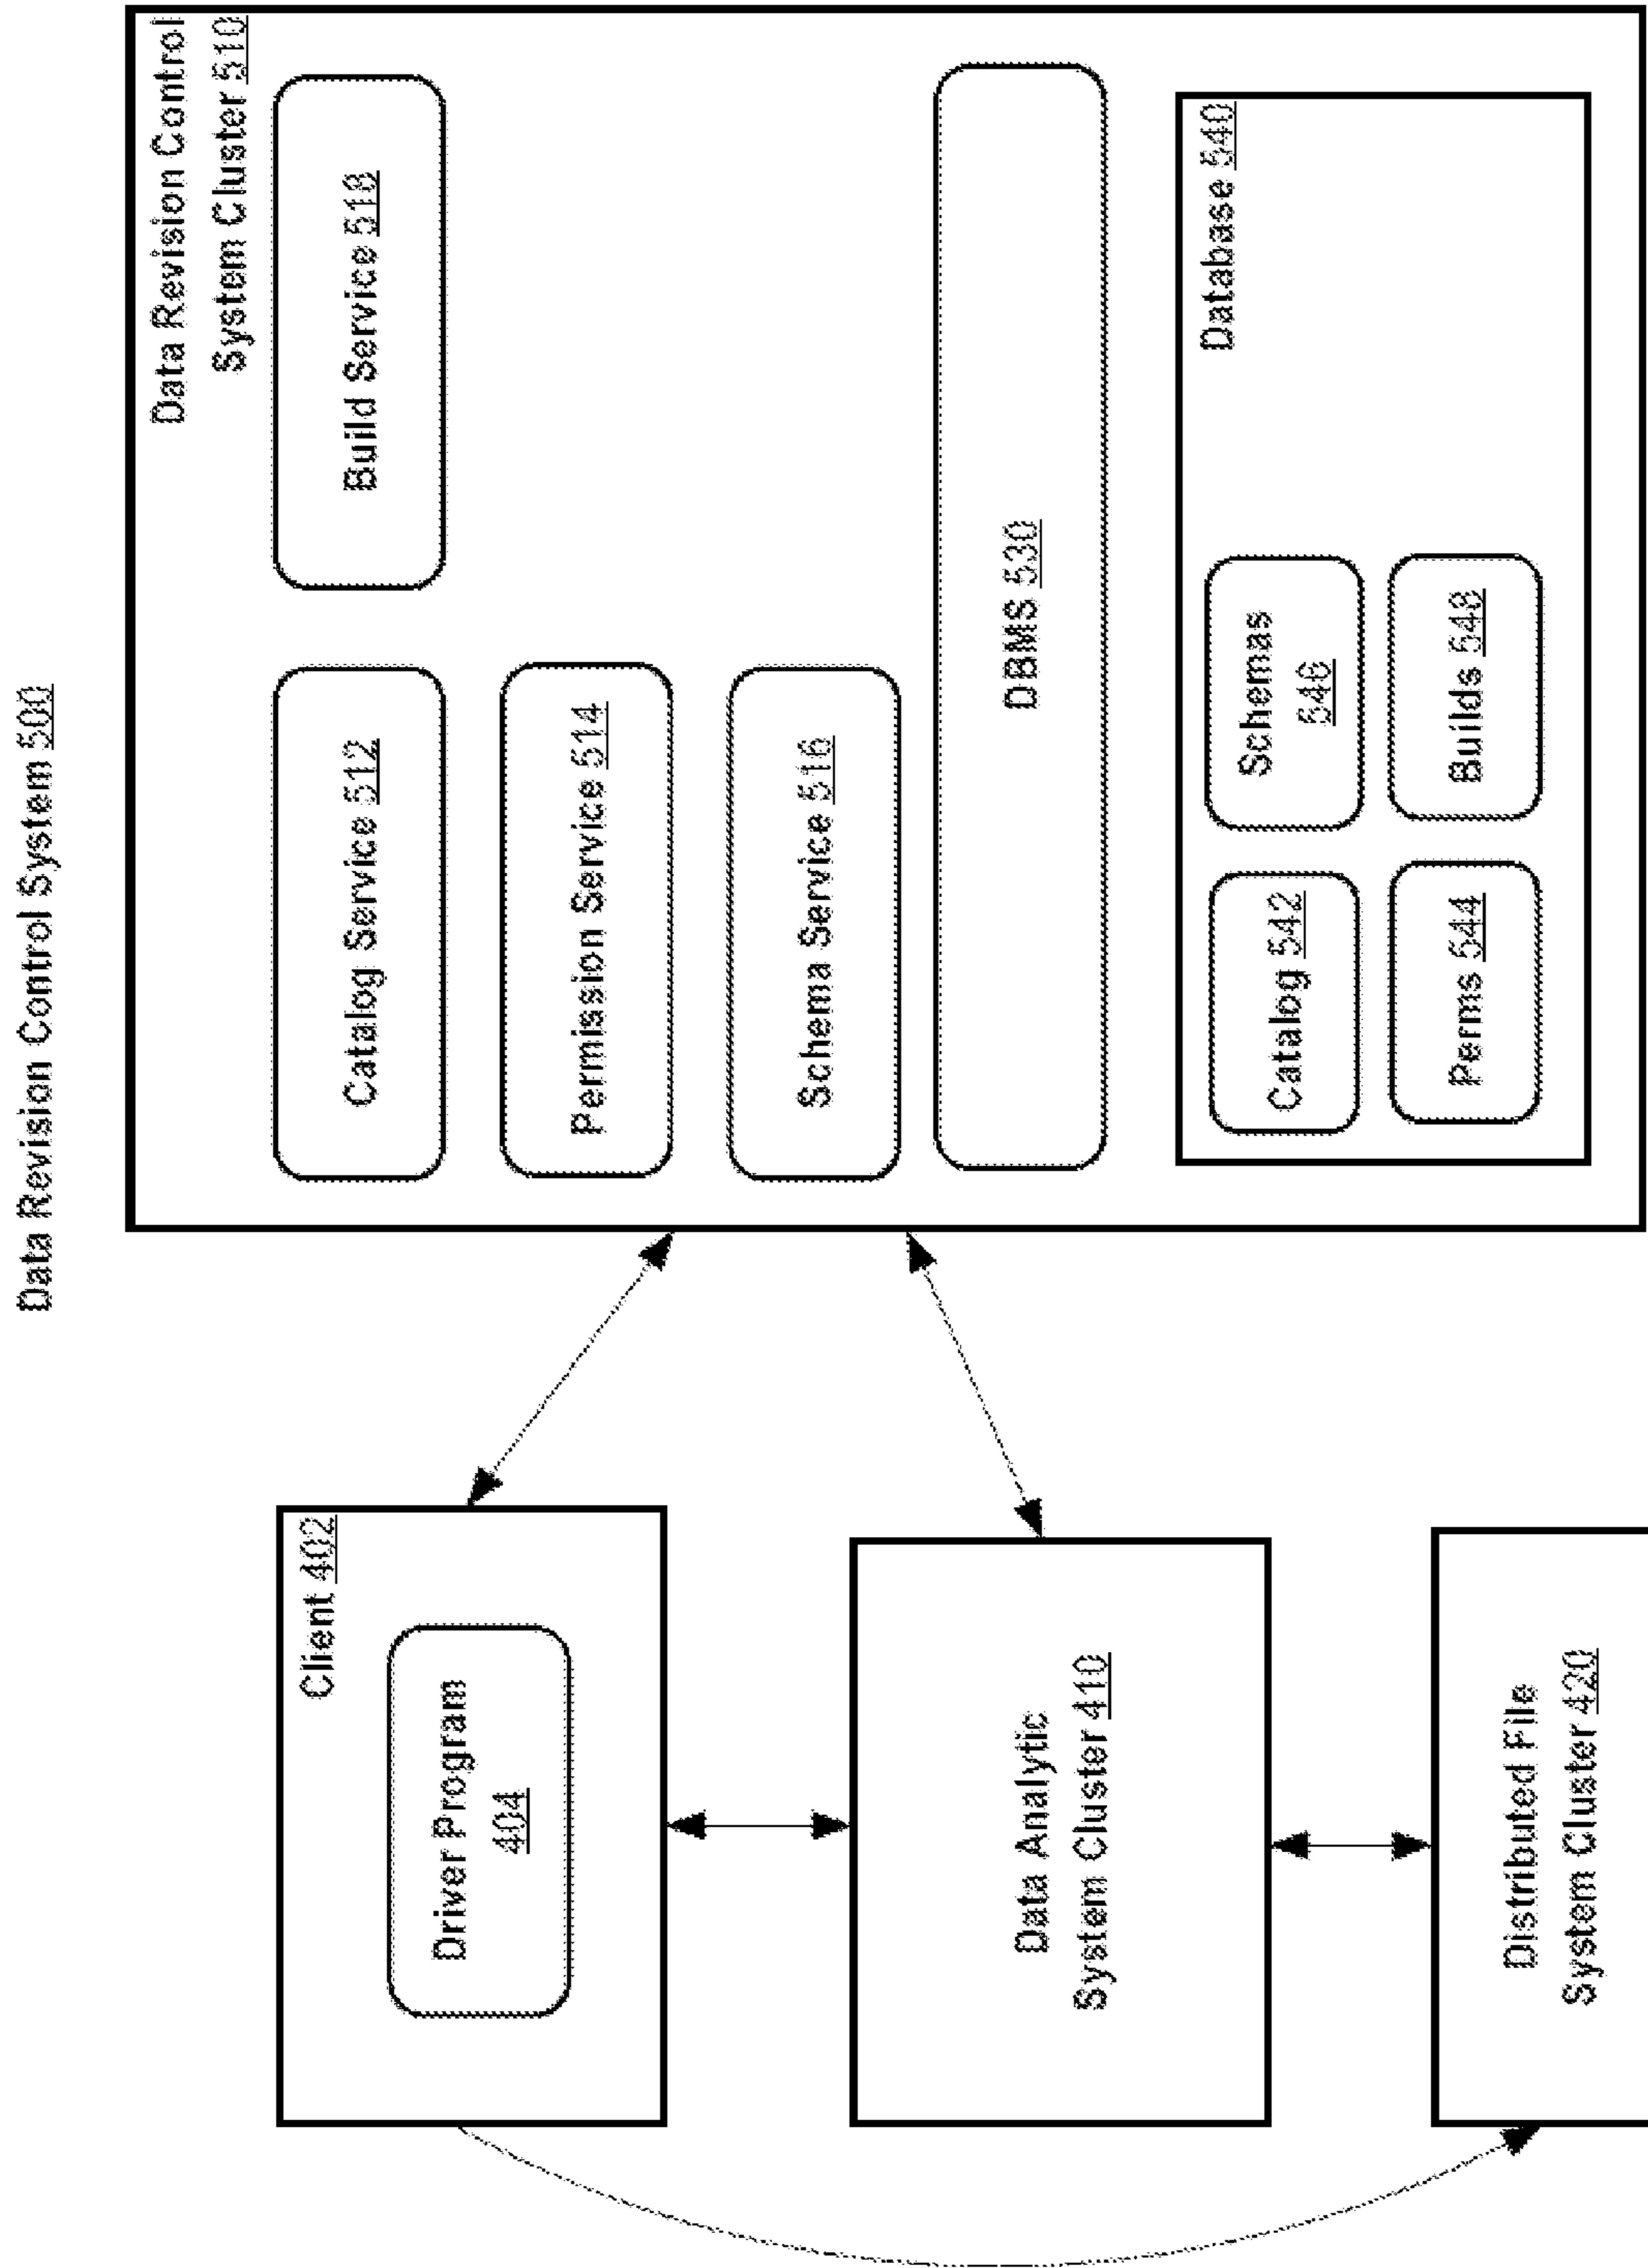 Data Revision Control System 500
Client 402
Driver Program
404
Data Analytic
System Cluster 410
Distributed File
System Cluster 420
Data Revision Control
System Cluster 510
Catalog Service 512
Build Service 518
Permission Service 514
Schema Service 516
DBMS 530
Database 540
Catalog 542
Schemas
546
Perms 544
Builds 548